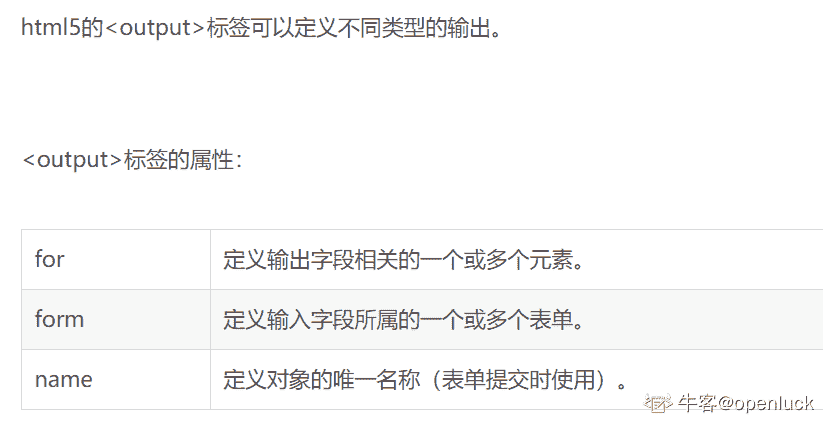 html5的<output>标签可以定义不同类型的输出。
<output>标签的属性：
for 定义输出字段相关的一个或多个元素。
form 定义输入字段所属的一个或多个表单。
name 定义对象的唯一名称（表单提交时使用）。
牛客@openluck